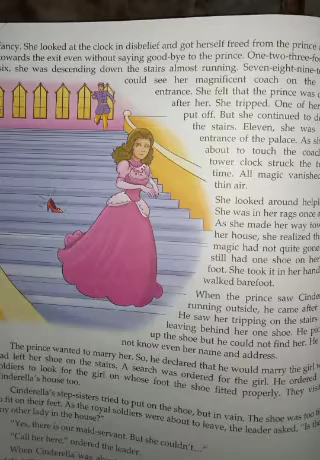 fancy. She looked at the clock in disbelief and got herself freed from the prince
towards the exit even without saying good-bye to the prince. One-two-three-fo
six, she was descending down the stairs almost running. Seven-eight-nine-t
could see her magnificent coach on the
entrance. She felt that the prince was
after her. She tripped. One of her
put off. But she continued to d
the stairs. Eleven, she was
entrance of the palace. As s
about to touch the coac
tower clock struck the t
time. All magic vanished
thin air.
She looked around helpl
She was in her rags once a
As she made her way tow
her house, she realized th
magic had not quite gone
still had one shoe on her
foot. She took it in her hand
walked barefoot.
When the prince saw Cinde
running outside, he came after
He saw her tripping on the stairs
leaving behind her one shoe. He pi
up the shoe but he could not find her. He
not know even her name and address.
The prince wanted to marry her. So, he declared that he would marry the girl w
had left her shoe on the stairs. A search was ordered for the girl. He ordered
soldiers to look for the girl on whose foot the shoe fitted properly. They visi
Cinderella's house too.
Cinderella's step-sisters tried to put on the shoe, but in vain. The shoe was too
to fit on their feet. As the royal soldiers were about to leave, the leader asked, "Is the
any other lady in the house?"
"Yes, there is our maid-servant. But she couldn't..."
"Call her here," ordered the leader.
When Cinderella was